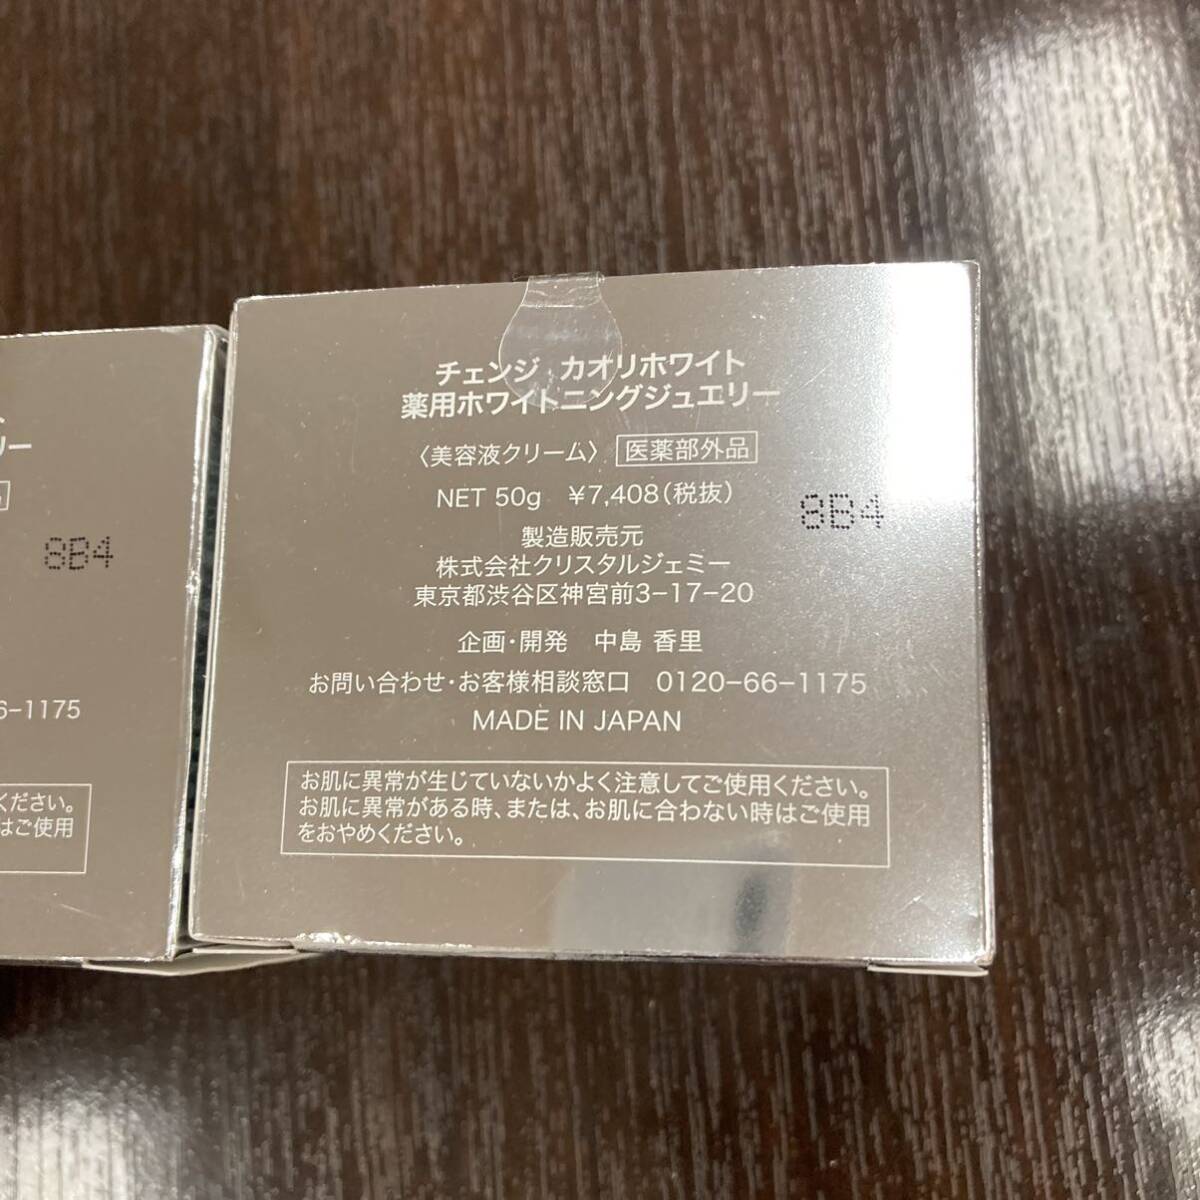 チェンジ カオリホワイト
薬用ホワイトニングジュエリー
〈美容液クリーム〉 医薬部外品
NET 50g ¥7,408(税抜)
8B4
製造販売元
株式会社クリスタルジェミー
東京都渋谷区神宮前3-17-20
企画・開発 中島 香里
お問い合わせ・お客様相談窓口 0120-66-1175
MADE IN JAPAN
お肌に異常が生じていないかよく注意してご使用ください。
お肌に異常がある時、または、お肌に合わない時はご使用
をおやめください。
リー
8B4
6-1175
ください。
はご使用